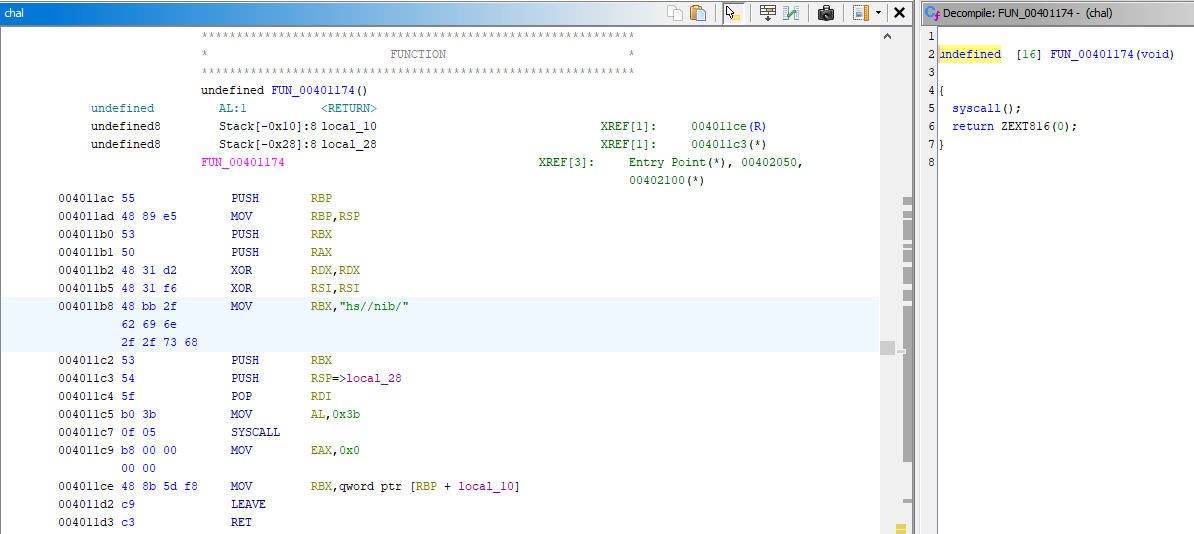 chal
**************************************************************
*                          FUNCTION                          *
**************************************************************
undefined FUN_00401174()
undefined AL:1 <RETURN>
undefined8 Stack[-0x10]:8 local_10 XREF[1]: 004011ce(R)
undefined8 Stack[-0x28]:8 local_28 XREF[1]: 004011c3(*)
FUN_00401174 XREF[3]: Entry Point(*), 00402050,
00402100(*)
004011ac 55 PUSH RBP
004011ad 48 89 e5 MOV RBP,RSP
004011b0 53 PUSH RBX
004011b1 50 PUSH RAX
004011b2 48 31 d2 XOR RDX,RDX
004011b5 48 31 f6 XOR RSI,RSI
004011b8 48 bb 2f MOV RBX,"hs//nib/"
62 69 6e
2f 2f 73 68
004011c2 53 PUSH RBX
004011c3 54 PUSH RSP=>local_28
004011c4 5f POP RDI
004011c5 b0 3b MOV AL,0x3b
004011c7 0f 05 SYSCALL
004011c9 b8 00 00 MOV EAX,0x0
00 00
004011ce 48 8b 5d f8 MOV RBX,qword ptr [RBP + local_10]
004011d2 c9 LEAVE
004011d3 c3 RET
Decompile: FUN_00401174 - (chal)
1
2 undefined [16] FUN_00401174(void)
3
4 {
5 syscall();
6 return ZEXT816(0);
7 }
8